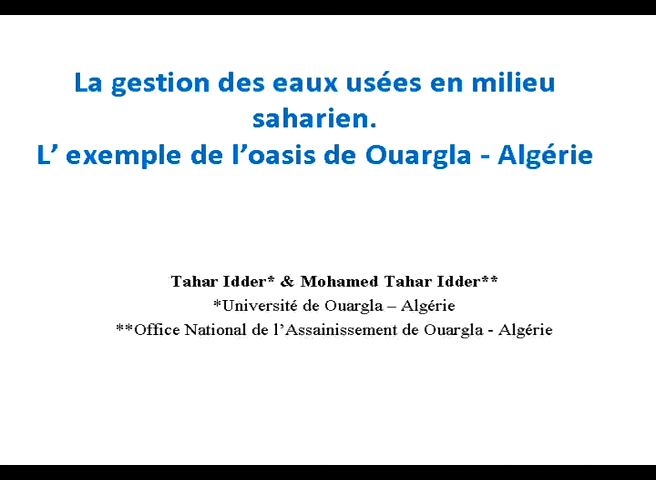 La gestion des eaux usées en milieu
saharien.
L’ exemple de l’oasis de Ouargla - Algérie
Tahar Idder* & Mohamed Tahar Idder**
*Université de Ouargla – Algérie
**Office National de l’Assainissement de Ouargla - Algérie